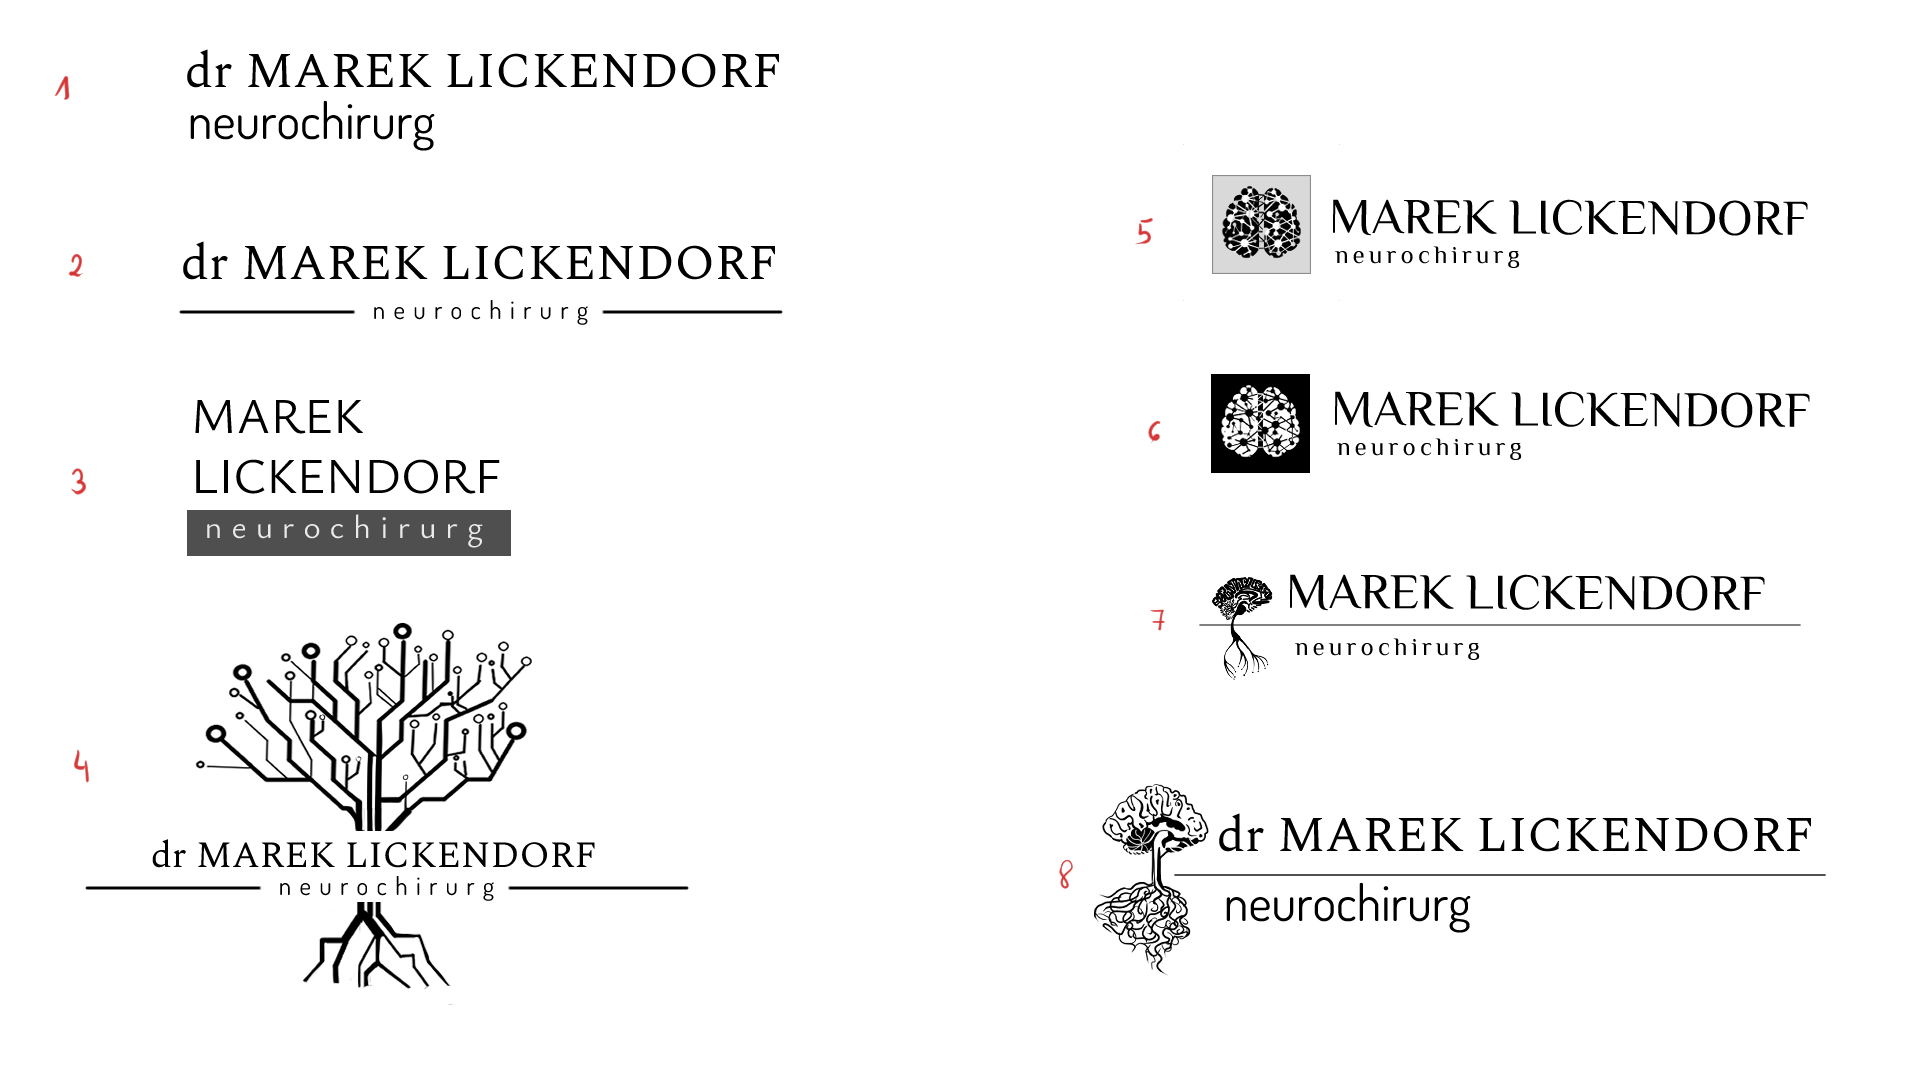 1
dr MAREK LICKENDORF
neurochirurg
2
dr MAREK LICKENDORF
neurochirurg
3
MAREK
LICKENDORF
neurochirurg
4
dr MAREK LICKENDORF
neurochirurg
5
MAREK LICKENDORF
neurochirurg
6
MAREK LICKENDORF
neurochirurg
7
MAREK LICKENDORF
neurochirurg
8
dr MAREK LICKENDORF
neurochirurg